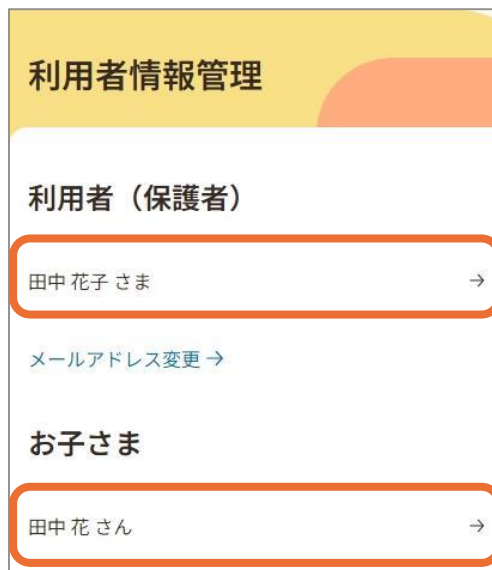 利用者情報管理
利用者（保護者）
田中 花子 さま →
メールアドレス変更 →
お子さま
田中 花 さん →